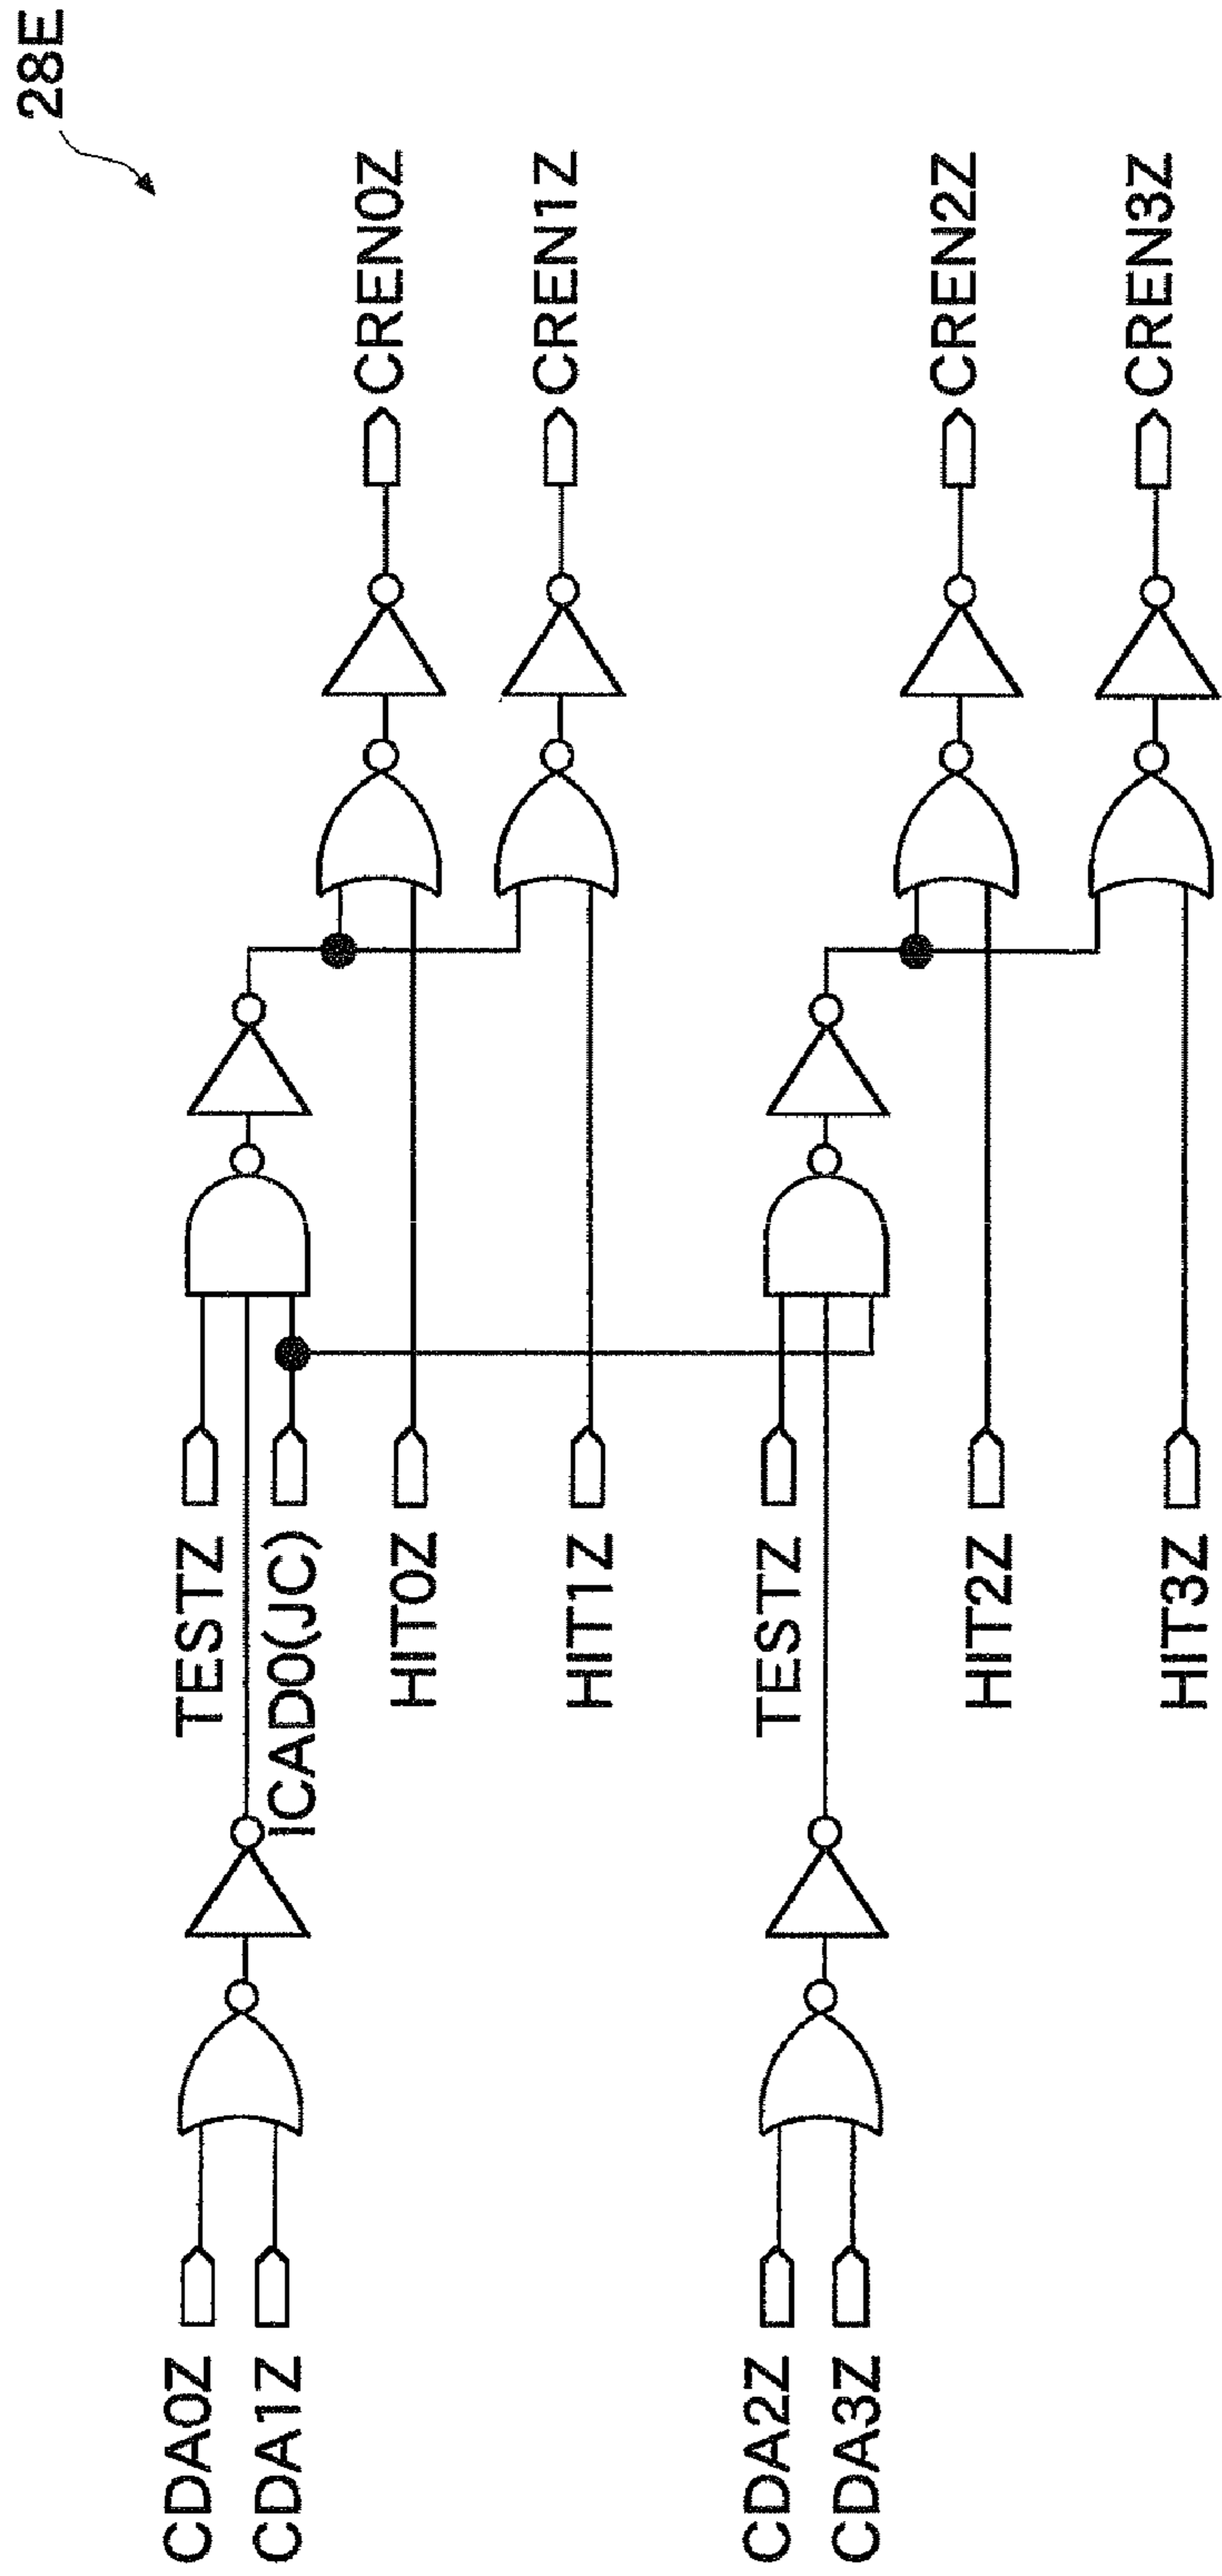 28E
CDA0Z
CDA1Z
TESTZ
ICAD0(JC)
HIT0Z
HIT1Z
CREN0Z
CREN1Z
CDA2Z
CDA3Z
TESTZ
HIT2Z
HIT3Z
CREN2Z
CREN3Z